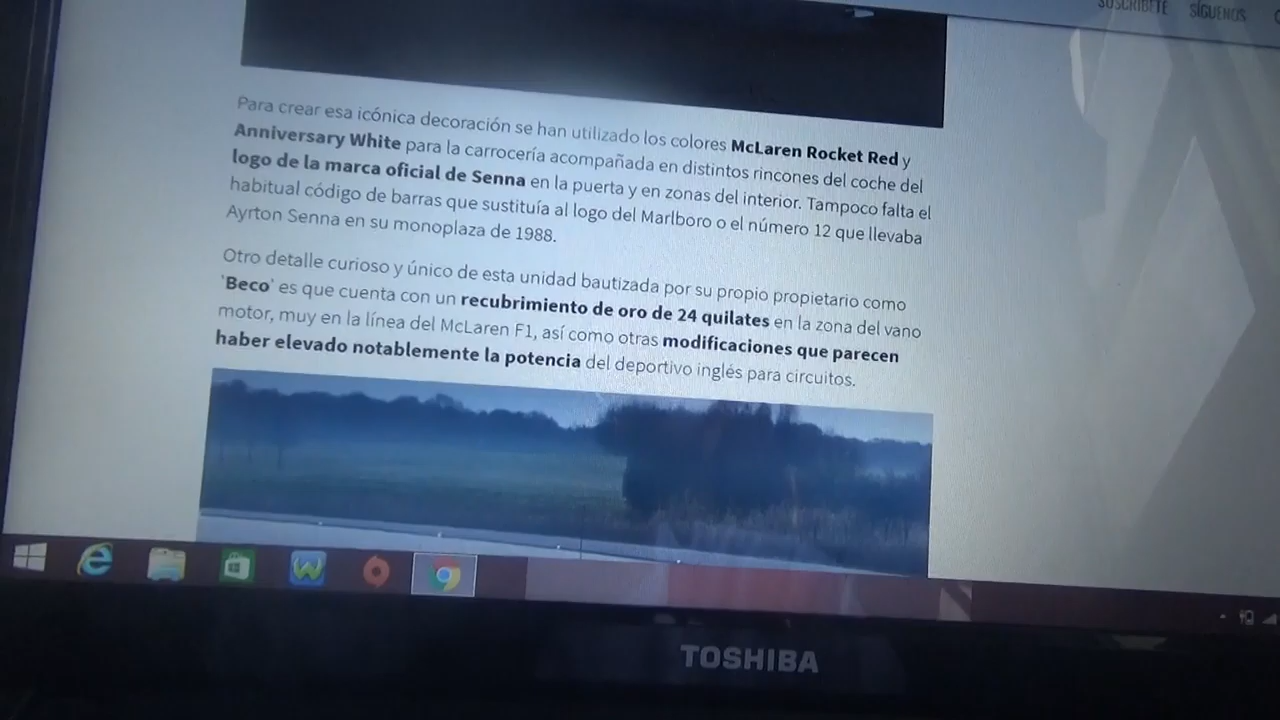 SUSCRÍBETE SÍGUENOS
Para crear esa icónica decoración se han utilizado los colores McLaren Rocket Red y
Anniversary White para la carrocería acompañada en distintos rincones del coche del
logo de la marca oficial de Senna en la puerta y en zonas del interior. Tampoco falta el
habitual código de barras que sustituía al logo del Marlboro o el número 12 que llevaba
Ayrton Senna en su monoplaza de 1988.
Otro detalle curioso y único de esta unidad bautizada por su propio propietario como
'Beco' es que cuenta con un recubrimiento de oro de 24 quilates en la zona del vano
motor, muy en la línea del McLaren F1, así como otras modificaciones que parecen
haber elevado notablemente la potencia del deportivo inglés para circuitos.
TOSHIBA